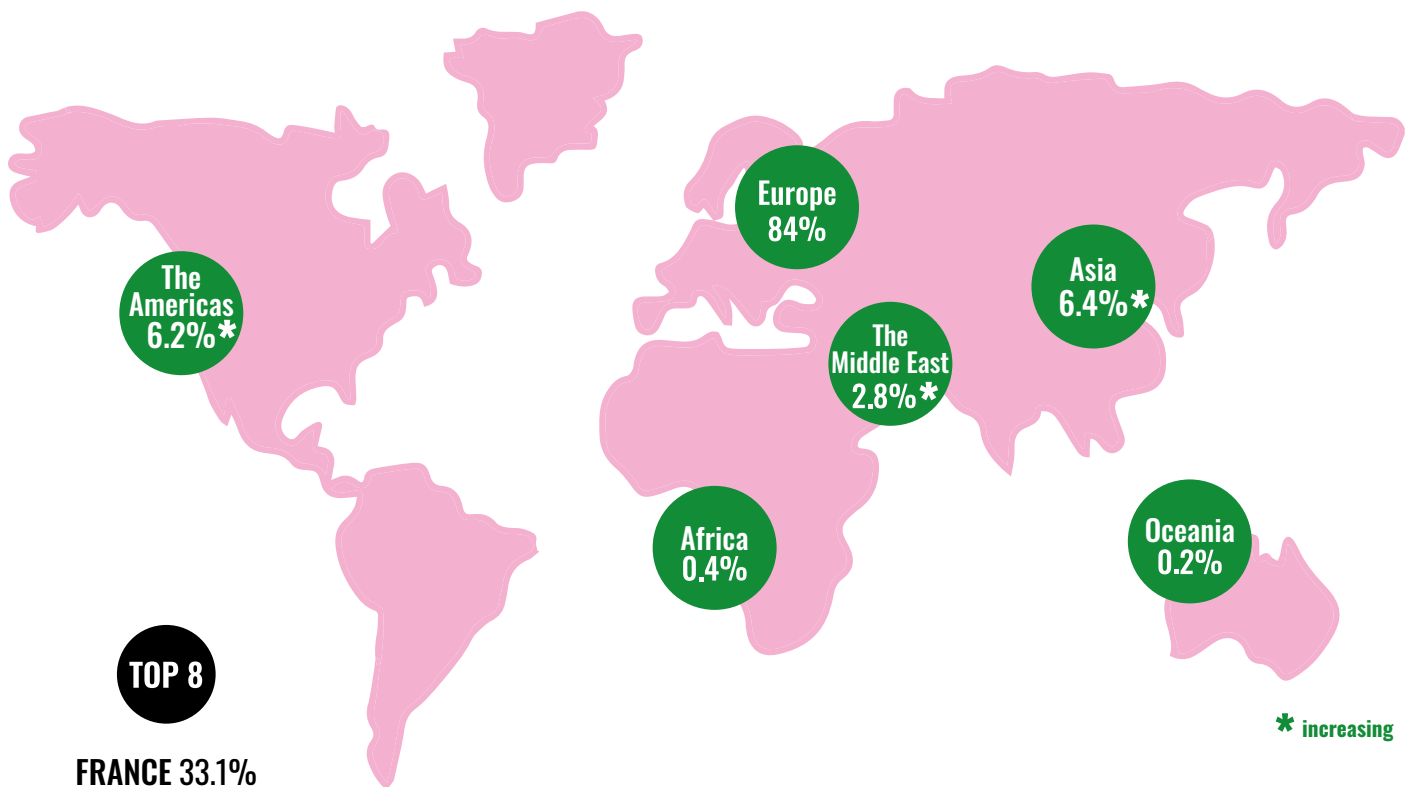 Europe
84%
The
Americas
6.2%*
Asia
6.4%*
The
Middle East
2.8%*
Africa
0.4%
Oceania
0.2%
TOP 8
* increasing
FRANCE 33.1%